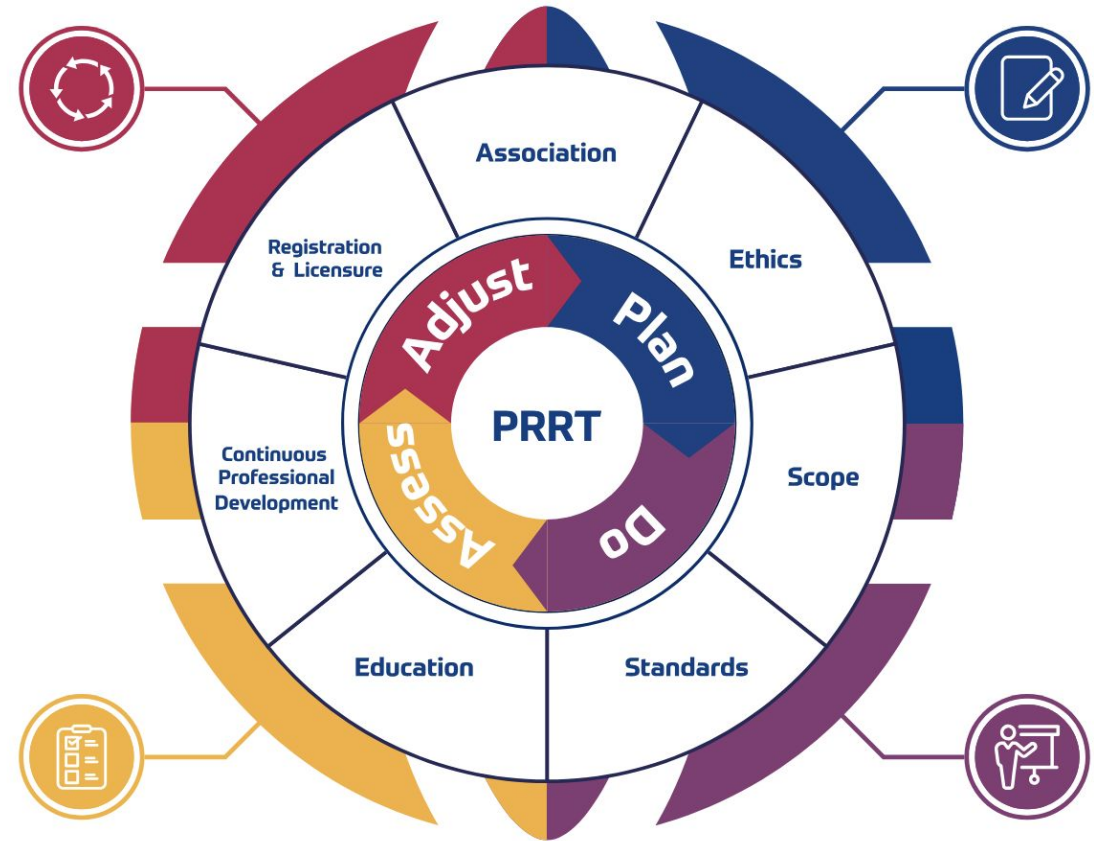 Association
Ethics
Scope
Standards
Education
Continuous
Professional
Development
Registration
& Licensure
Plan
Do
Assess
Adjust
PRRT